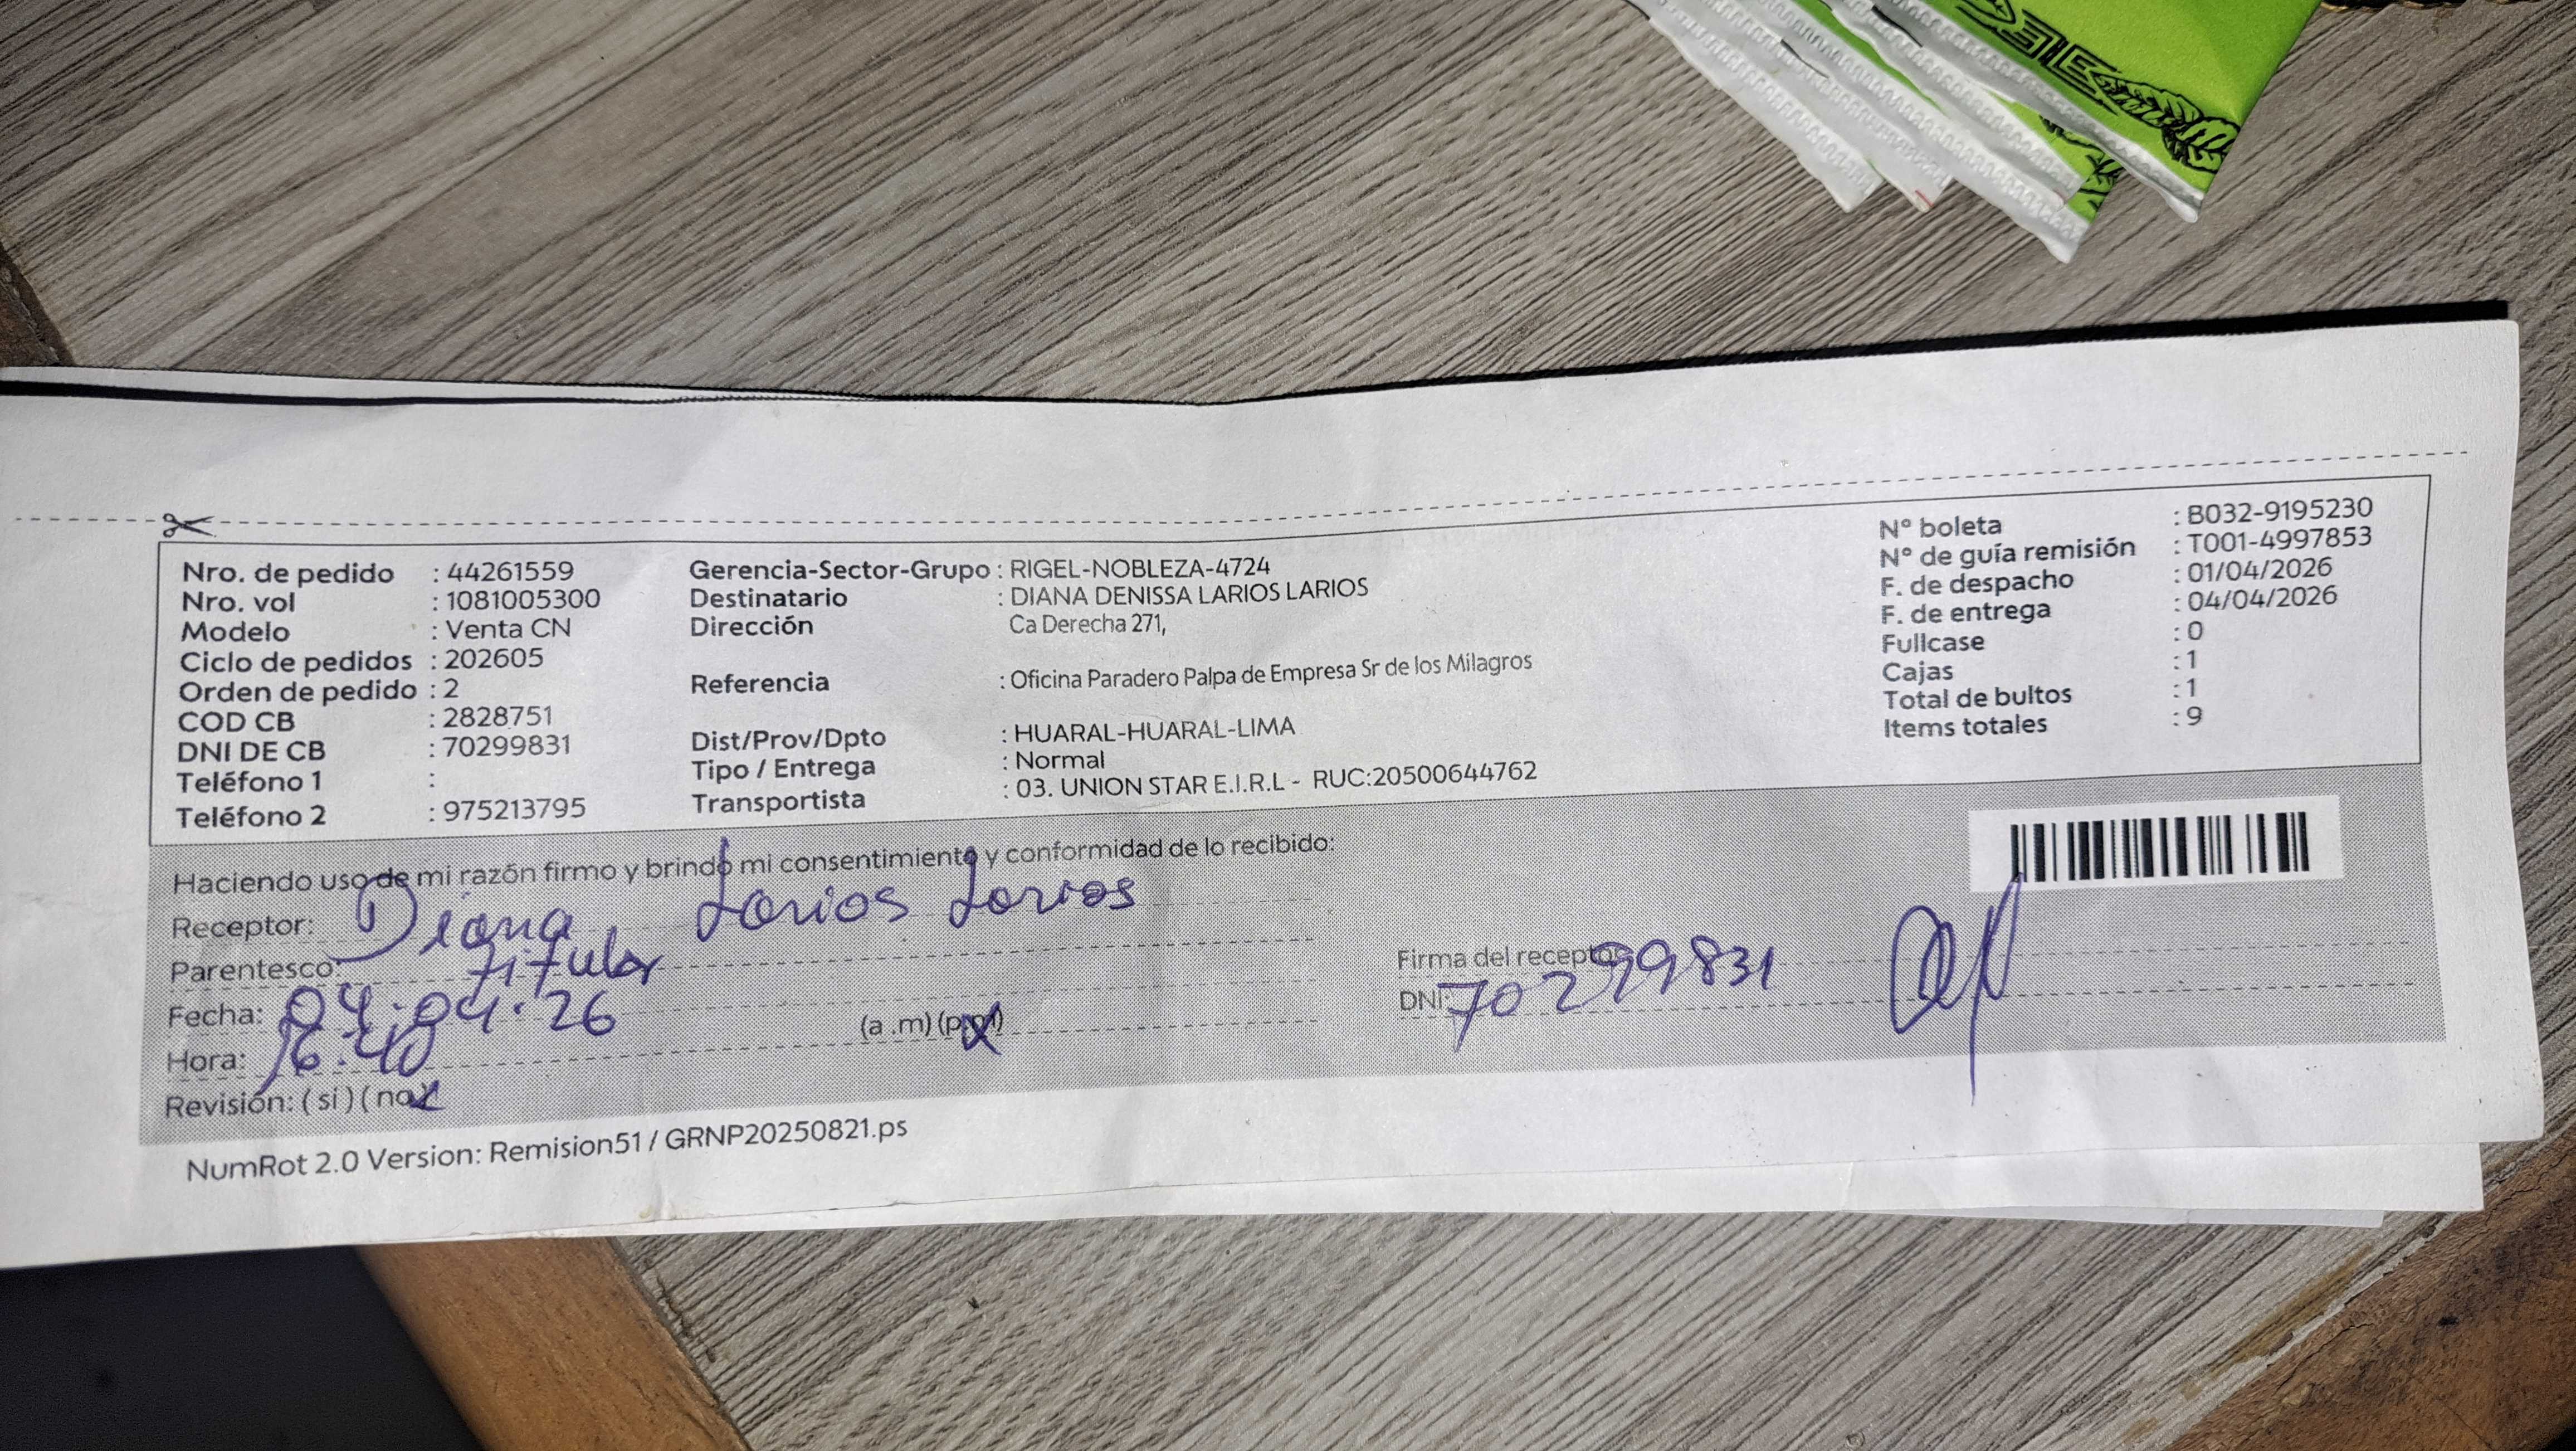 Nro. de pedido : 44261559
Nro. vol : 1081005300
Modelo : Venta CN
Ciclo de pedidos : 202605
Orden de pedido : 2
COD CB : 2828751
DNI DE CB : 70299831
Teléfono 1 :
Teléfono 2 : 975213795
Gerencia-Sector-Grupo : RIGEL-NOBLEZA-4724
Destinatario : DIANA DENISSA LARIOS LARIOS
Dirección Ca Derecha 271,
Referencia : Oficina Paradero Palpa de Empresa Sr de los Milagros
Dist/Prov/Dpto : HUARAL-HUARAL-LIMA
Tipo / Entrega : Normal
Transportista : 03. UNION STAR E.I.R.L - RUC:20500644762
N° boleta : B032-9195230
N° de guía remisión : T001-4997853
F. de despacho : 01/04/2026
F. de entrega : 04/04/2026
Fullcase : 0
Cajas : 1
Total de bultos : 1
Items totales : 9
Haciendo uso de mi razón firmo y brindo mi consentimiento y conformidad de lo recibido:
Receptor: Diana Larios Larios
Parentesco: titular
Fecha: 04.04.26
Hora: 16:40 (a .m) (p.m)
Revisión: ( si ) ( no )
Firma del receptor
DNI: 70299831
NumRot 2.0 Version: Remision51 / GRNP20250821.ps